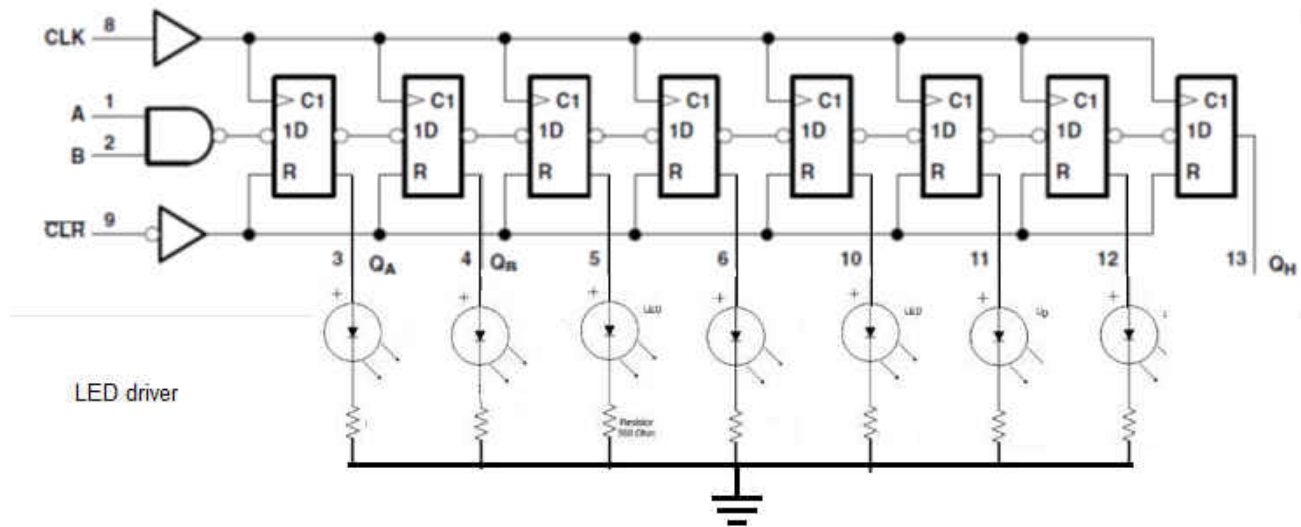 CLK 8
C1 C1 C1 C1 C1 C1 C1 C1
A 1
1D 1D 1D 1D 1D 1D 1D 1D
B 2
R R R R R R R R
CLR 9
3 QA 4 QB 5 6 10 11 12 13 QH
+ + + + + +
LED LED
LED driver
Resistor
Ohm